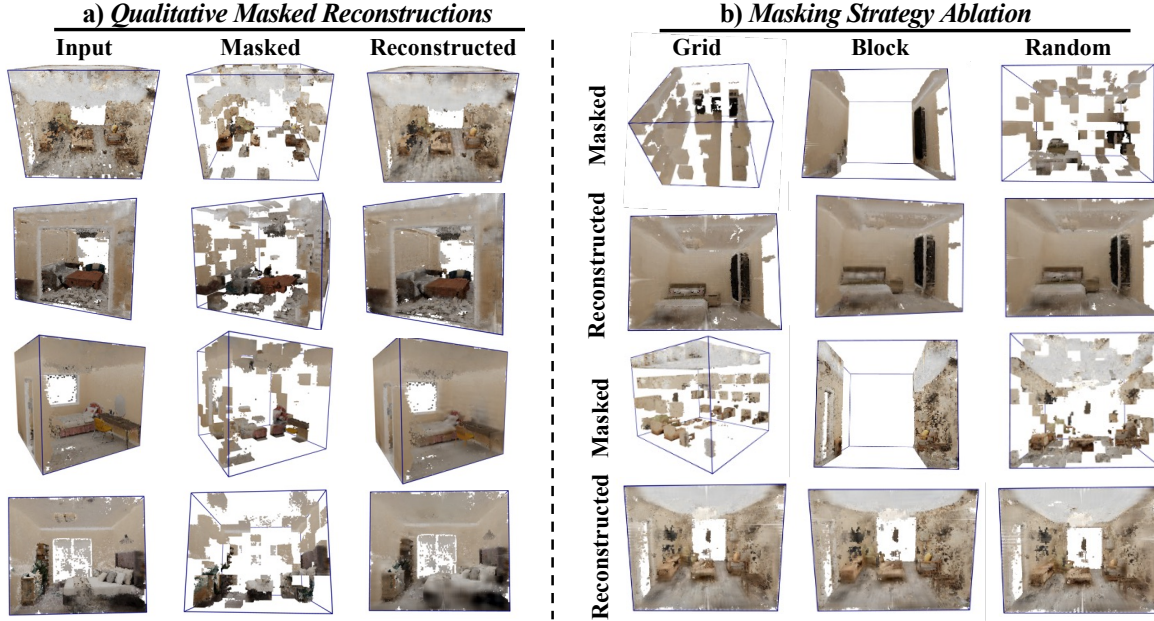 a) Qualitative Masked Reconstructions
Input Masked Reconstructed
b) Masking Strategy Ablation
Grid Block Random
Masked
Reconstructed
Masked
Reconstructed